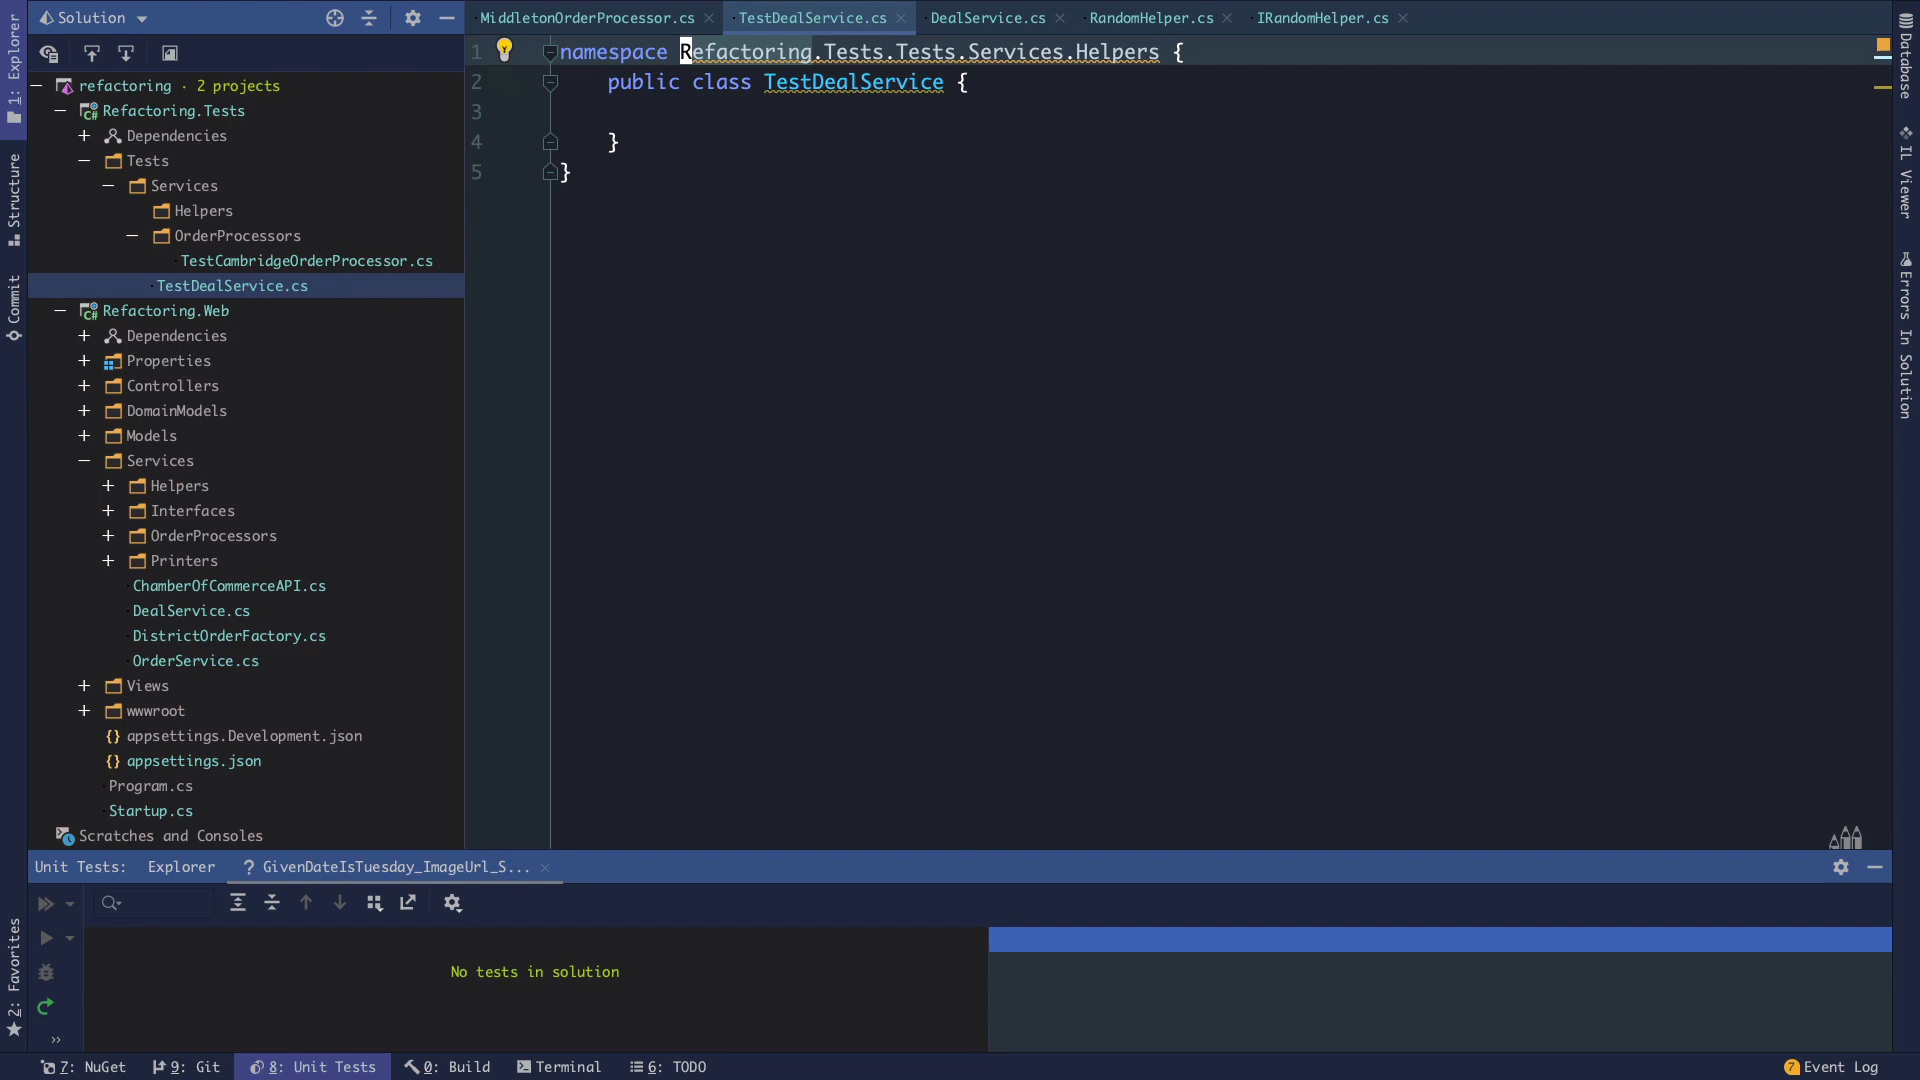 Solution
MiddletonOrderProcessor.cs
TestDealService.cs
DealService.cs
RandomHelper.cs
IRandomHelper.cs
1: Explorer
Structure
Commit
2: Favorites
refactoring · 2 projects
Refactoring.Tests
Dependencies
Tests
Services
Helpers
OrderProcessors
TestCambridgeOrderProcessor.cs
TestDealService.cs
Refactoring.Web
Dependencies
Properties
Controllers
DomainModels
Models
Services
Helpers
Interfaces
OrderProcessors
Printers
ChamberOfCommerceAPI.cs
DealService.cs
DistrictOrderFactory.cs
OrderService.cs
Views
wwwroot
{} appsettings.Development.json
{} appsettings.json
Program.cs
Startup.cs
Scratches and Consoles
1 namespace Refactoring.Tests.Tests.Services.Helpers {
2 public class TestDealService {
3
4 }
5 }
Database
IL Viewer
Errors In Solution
Unit Tests: Explorer ? GivenDateIsTuesday_ImageUrl_S...
No tests in solution
7: NuGet
9: Git
8: Unit Tests
0: Build
Terminal
6: TODO
7 Event Log